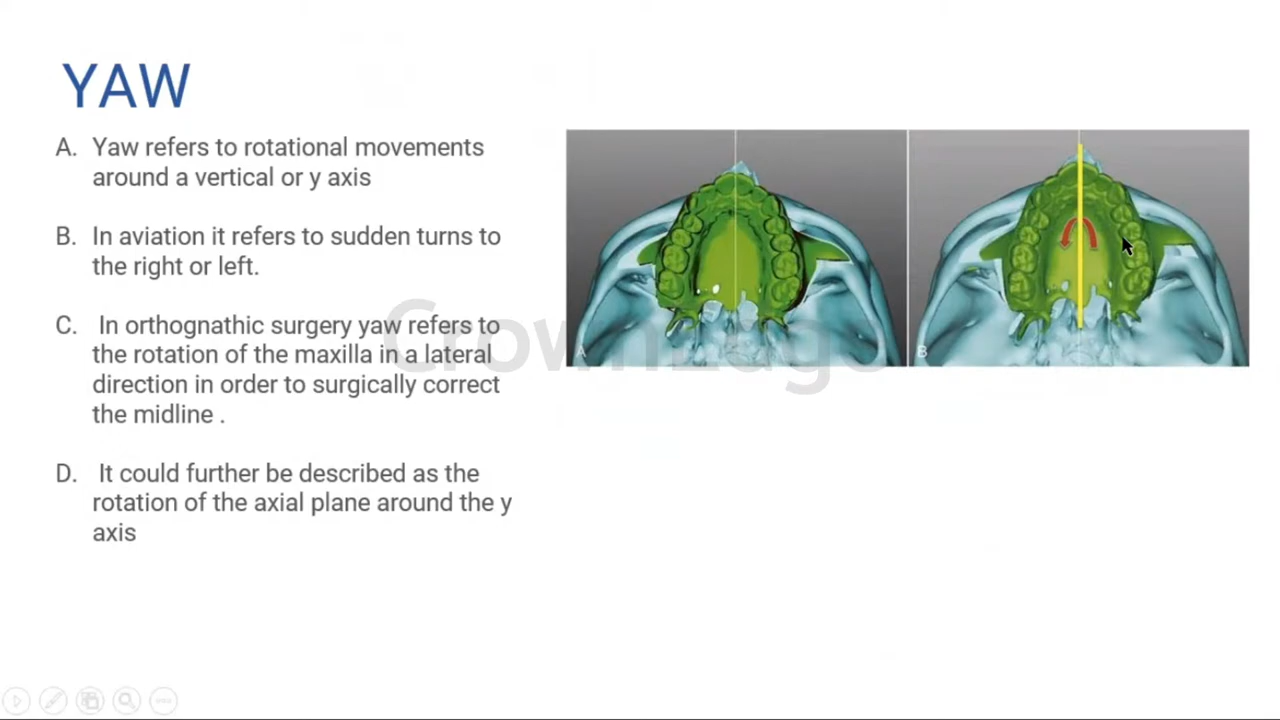 YAW
A. Yaw refers to rotational movements
around a vertical or y axis
B. In aviation it refers to sudden turns to
the right or left.
C. In orthognathic surgery yaw refers to
the rotation of the maxilla in a lateral
direction in order to surgically correct
the midline .
D. It could further be described as the
rotation of the axial plane around the y
axis
A
B